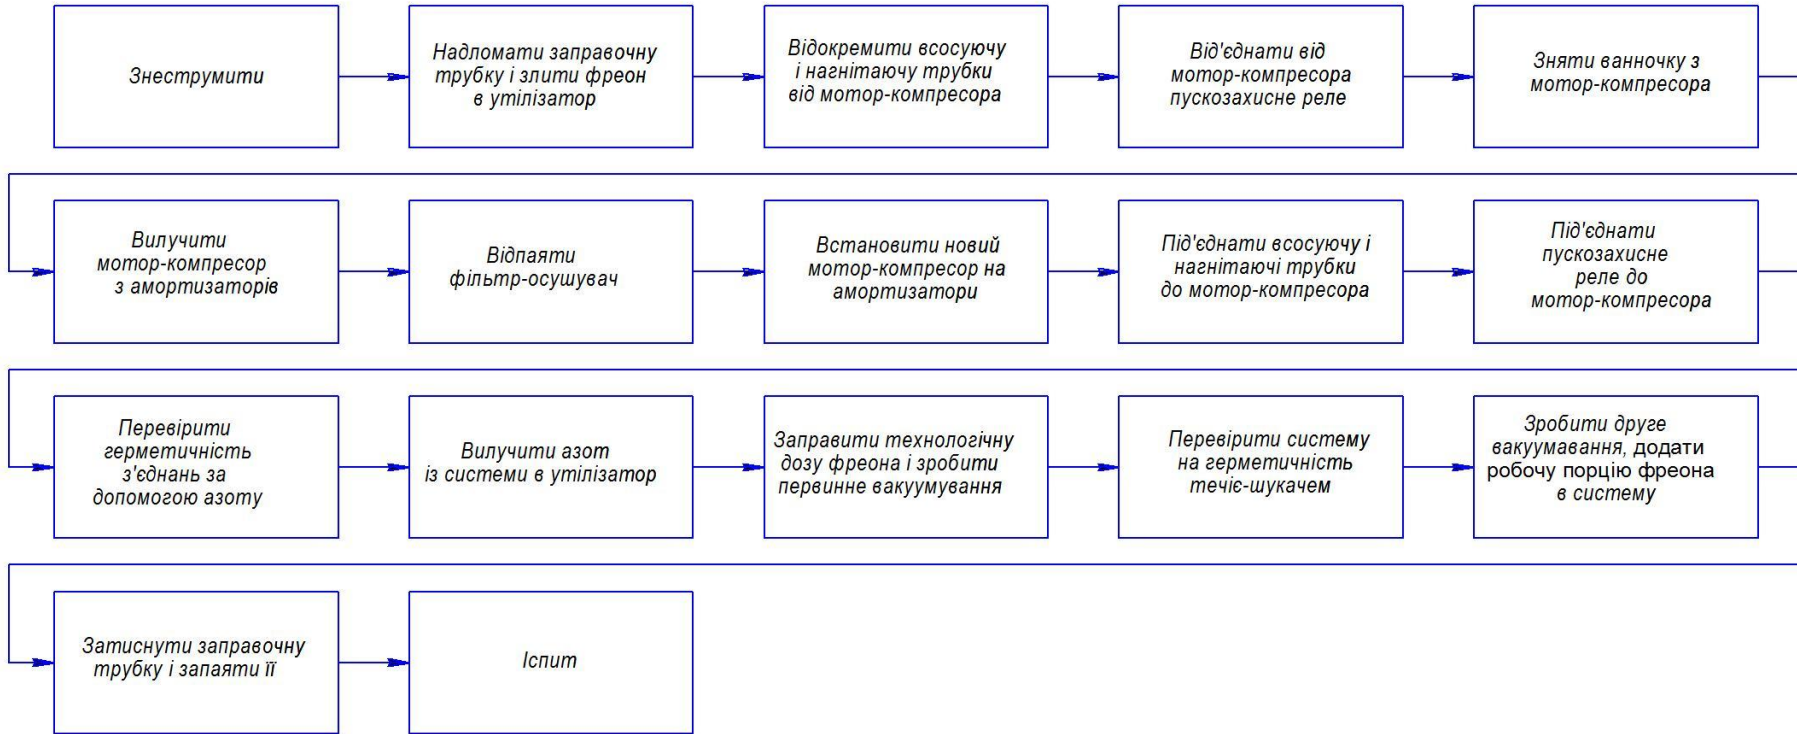 Знеструмити
Надломати заправочну
трубку і злити фреон
в утілізатор
Відокремити всосуючу
і нагнітаючу трубки
від мотор-компресора
Від'єднати від
мотор-компресора
пускозахисне реле
Зняти ванночку з
мотор-компресора
Вилучити
мотор-компресор
з амортизаторів
Відпаяти
фільтр-осушувач
Встановити новий
мотор-компресор на
амортизатори
Під'єднати всосуючу і
нагнітаючі трубки
до мотор-компресора
Під'єднати
пускозахисне
реле до
мотор-компресора
Перевірити
герметичність
з'єднань за
допомогою азоту
Вилучити азот
із системи в утилізатор
Заправити технологічну
дозу фреона і зробити
первинне вакуумування
Перевірити систему
на герметичність
течіс-шукачем
Зробити друге
вакуумавання, додати
робочу порцію фреона
в систему
Затиснути заправочну
трубку і запаяти її
Іспит